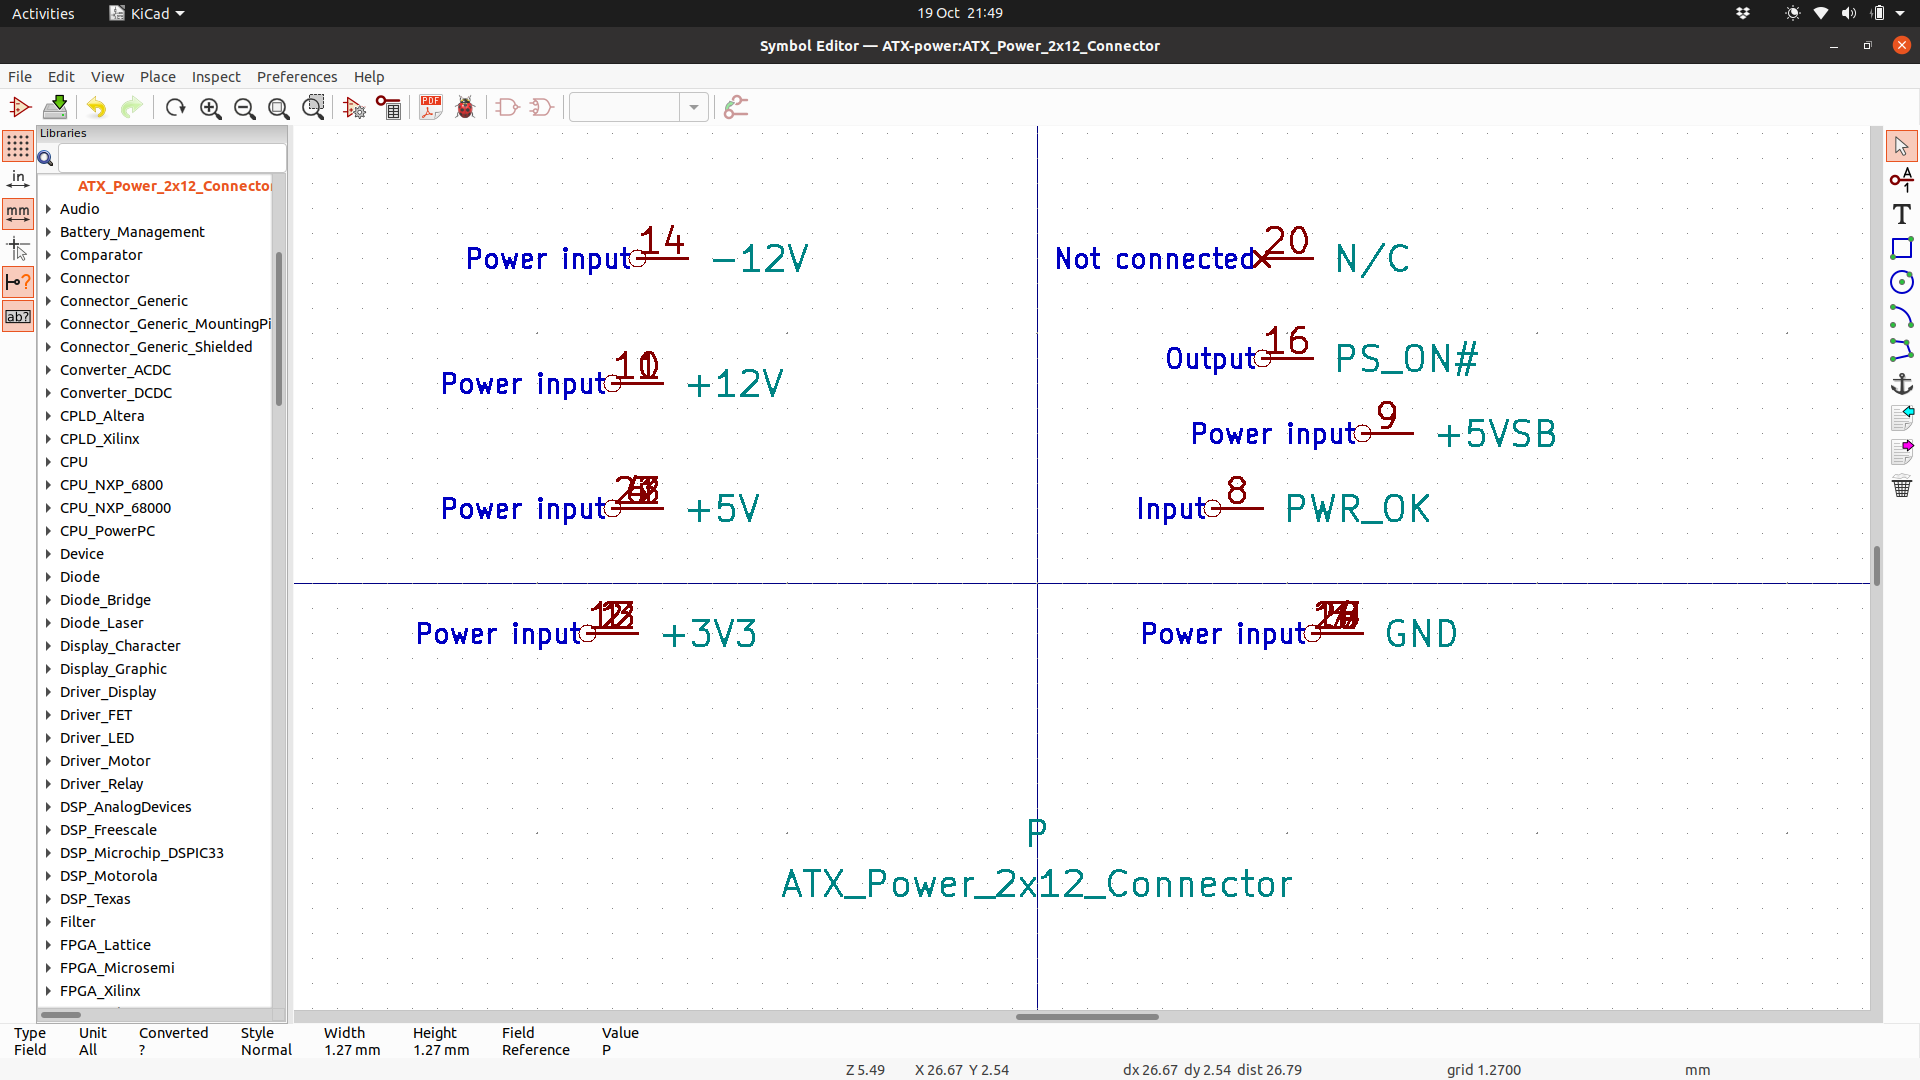 Activities KiCad 19 Oct 21:49
Symbol Editor — ATX-power:ATX_Power_2x12_Connector
File Edit View Place Inspect Preferences Help
PDF
Libraries
in
mm
ab?
A
1
T
ATX_Power_2x12_Connector
Audio
Battery_Management
Comparator
Connector
Connector_Generic
Connector_Generic_MountingPi
Connector_Generic_Shielded
Converter_ACDC
Converter_DCDC
CPLD_Altera
CPLD_Xilinx
CPU
CPU_NXP_6800
CPU_NXP_68000
CPU_PowerPC
Device
Diode
Diode_Bridge
Diode_Laser
Display_Character
Display_Graphic
Driver_Display
Driver_FET
Driver_LED
Driver_Motor
Driver_Relay
DSP_AnalogDevices
DSP_Freescale
DSP_Microchip_DSPIC33
DSP_Motorola
DSP_Texas
Filter
FPGA_Lattice
FPGA_Microsemi
FPGA_Xilinx
Power input 14 -12V
Power input +12V
Power input +5V
Power input +3V3
Not connected 20 N/C
Output 16 PS_ON#
Power input 9 +5VSB
Input 8 PWR_OK
Power input GND
P
ATX_Power_2x12_Connector
Type Unit Converted Style Width Height Field Value
Field All ? Normal 1.27 mm 1.27 mm Reference P
Z 5.49 X 26.67 Y 2.54 dx 26.67 dy 2.54 dist 26.79 grid 1.2700 mm